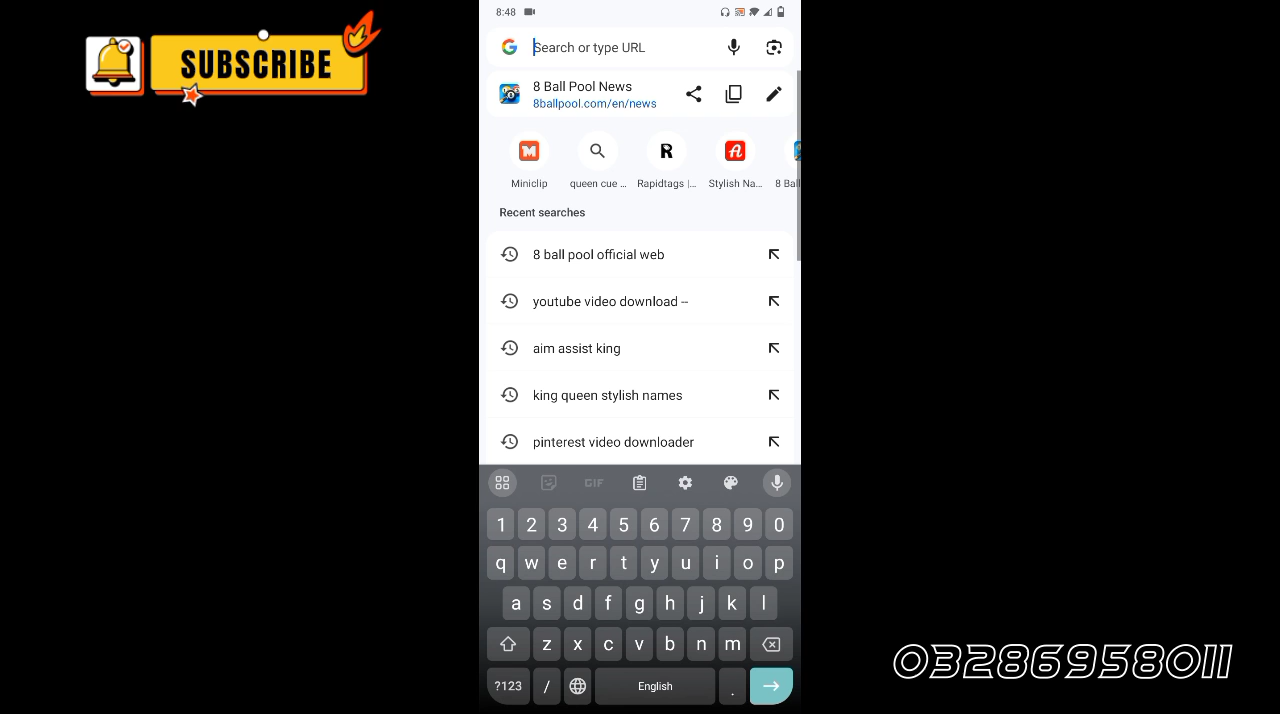 SUBSCRIBE
8:48
Search or type URL
8 Ball Pool News
8ballpool.com/en/news
Miniclip
queen cue ...
Rapidtags |...
Stylish Na...
8 Ball
Recent searches
8 ball pool official web
youtube video download --
aim assist king
king queen stylish names
pinterest video downloader
GIF
1 2 3 4 5 6 7 8 9 0
q w e r t y u i o p
a s d f g h j k l
z x c v b n m
?123 / English .
03286958011